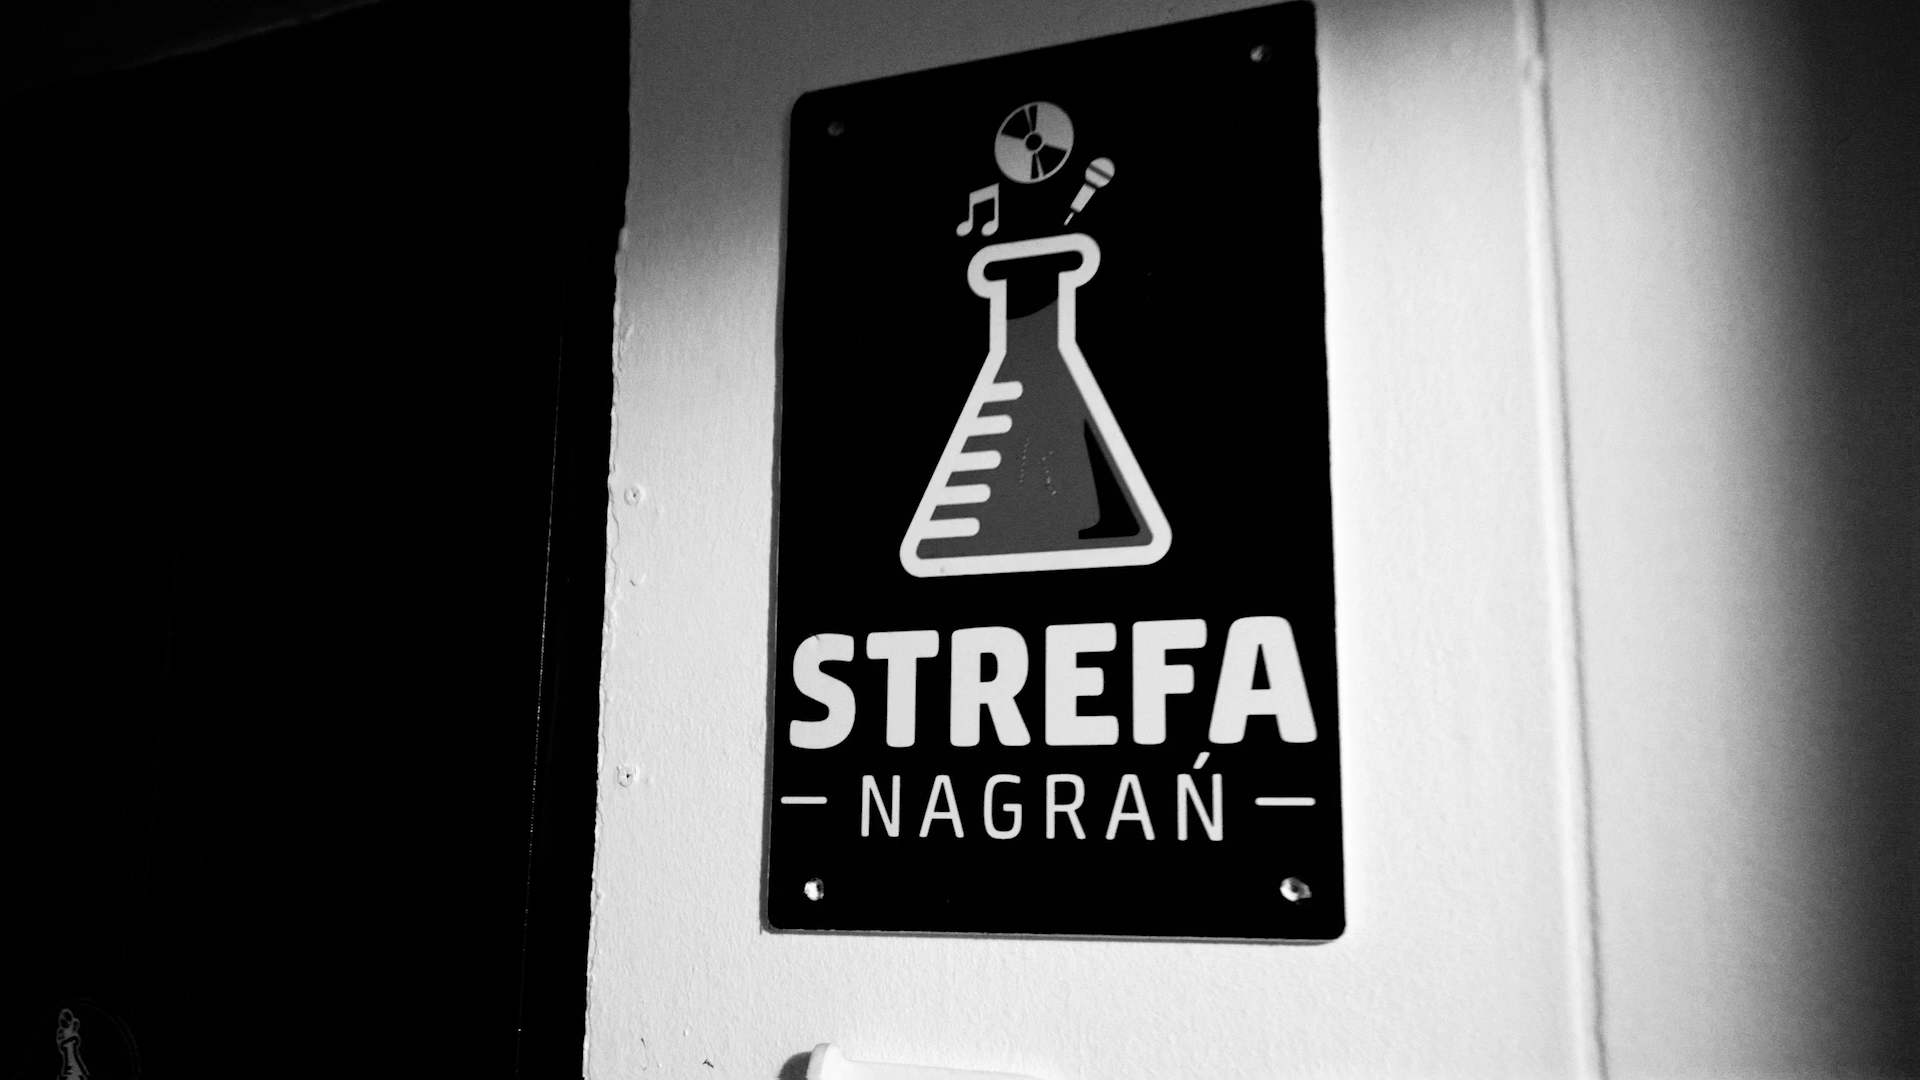 STREFA
– NAGRAŃ –